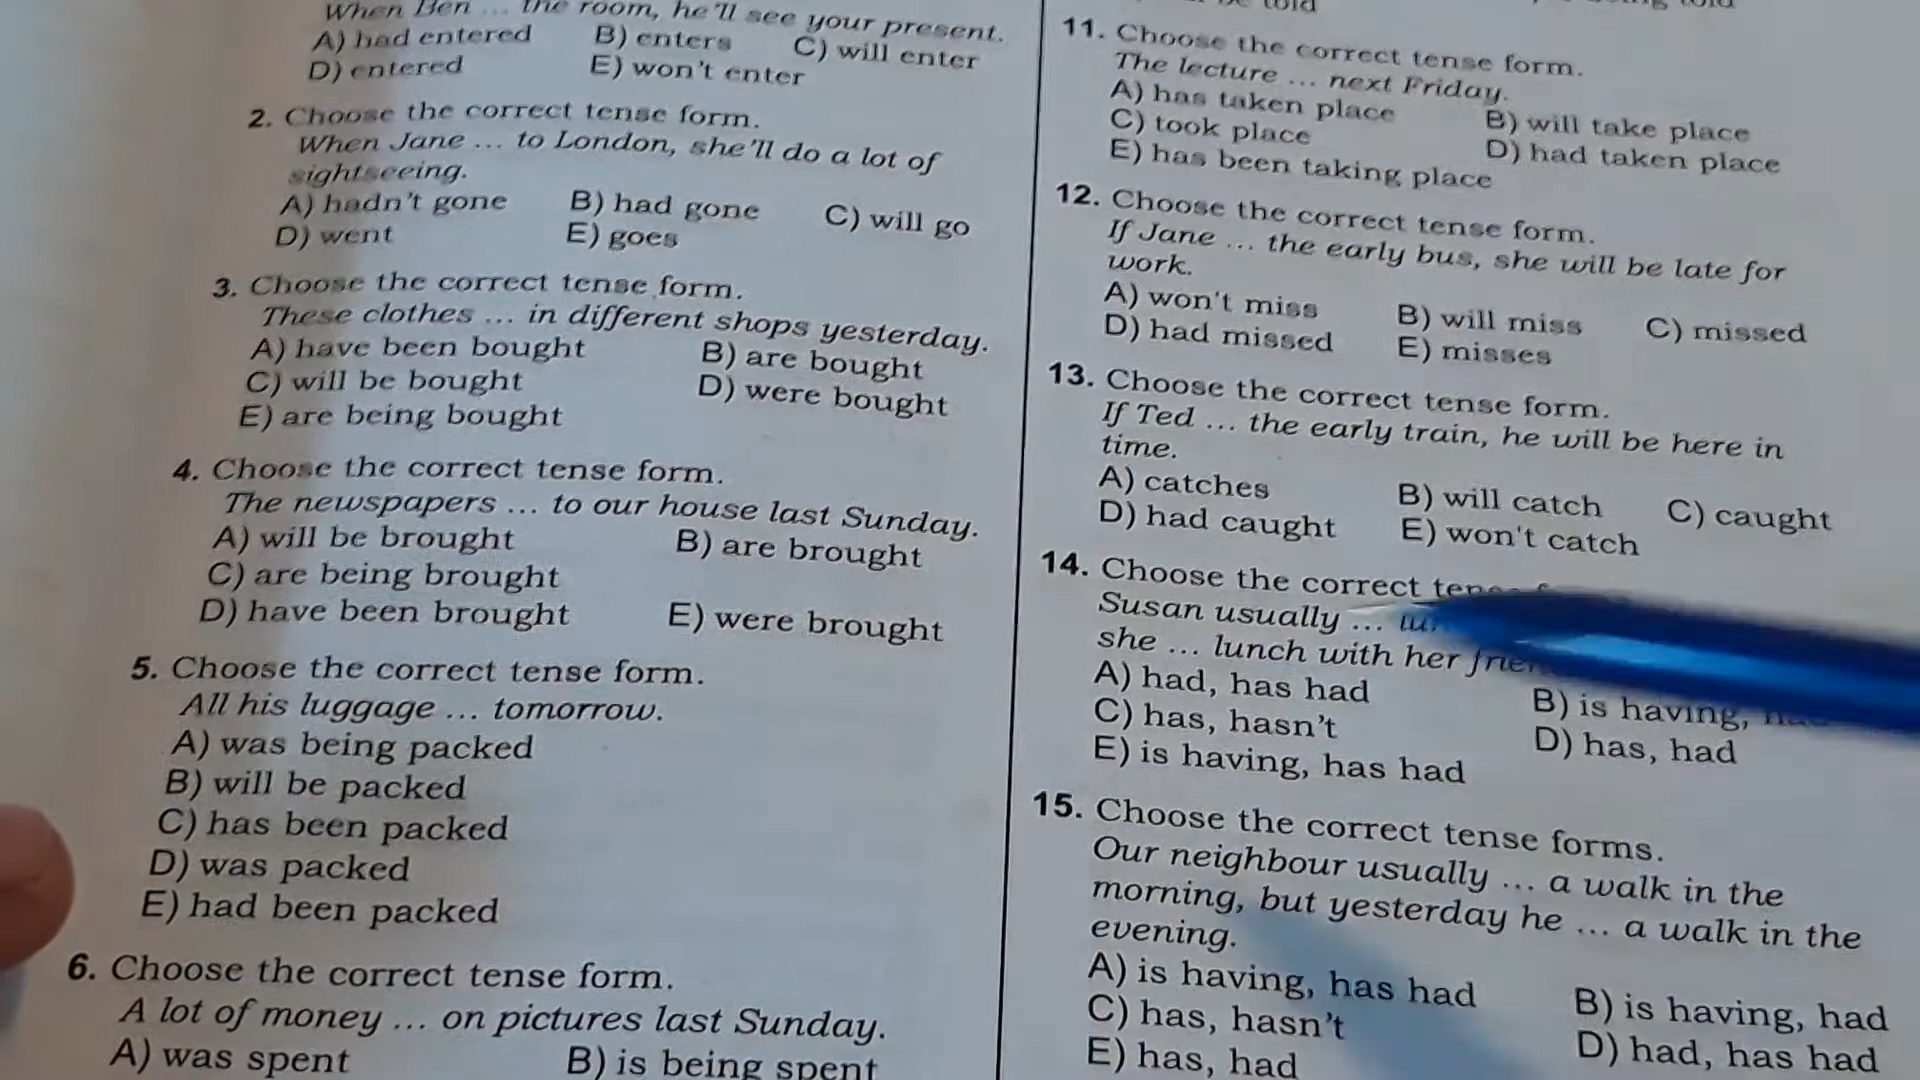 When Ben ... the room, he'll see your present.
A) had entered B) enters C) will enter
D) entered E) won't enter
2. Choose the correct tense form.
When Jane ... to London, she'll do a lot of
sightseeing.
A) hadn't gone B) had gone C) will go
D) went E) goes
3. Choose the correct tense form.
These clothes ... in different shops yesterday.
A) have been bought B) are bought
C) will be bought D) were bought
E) are being bought
4. Choose the correct tense form.
The newspapers ... to our house last Sunday.
A) will be brought B) are brought
C) are being brought
D) have been brought E) were brought
5. Choose the correct tense form.
All his luggage ... tomorrow.
A) was being packed
B) will be packed
C) has been packed
D) was packed
E) had been packed
6. Choose the correct tense form.
A lot of money ... on pictures last Sunday.
A) was spent B) is being spent
told
told
11. Choose the correct tense form.
The lecture ... next Friday.
A) has taken place B) will take place
C) took place D) had taken place
E) has been taking place
12. Choose the correct tense form.
If Jane ... the early bus, she will be late for
work.
A) won't miss B) will miss C) missed
D) had missed E) misses
13. Choose the correct tense form.
If Ted ... the early train, he will be here in
time.
A) catches B) will catch C) caught
D) had caught E) won't catch
14. Choose the correct
Susan usually ...
she ... lunch with her
A) had, has had B) is having,
C) has, hasn't D) has, had
E) is having, has had
15. Choose the correct tense forms.
Our neighbour usually ... a walk in the
morning, but yesterday he ... a walk in the
evening.
A) is having, has had B) is having, had
C) has, hasn't D) had, has had
E) has, had